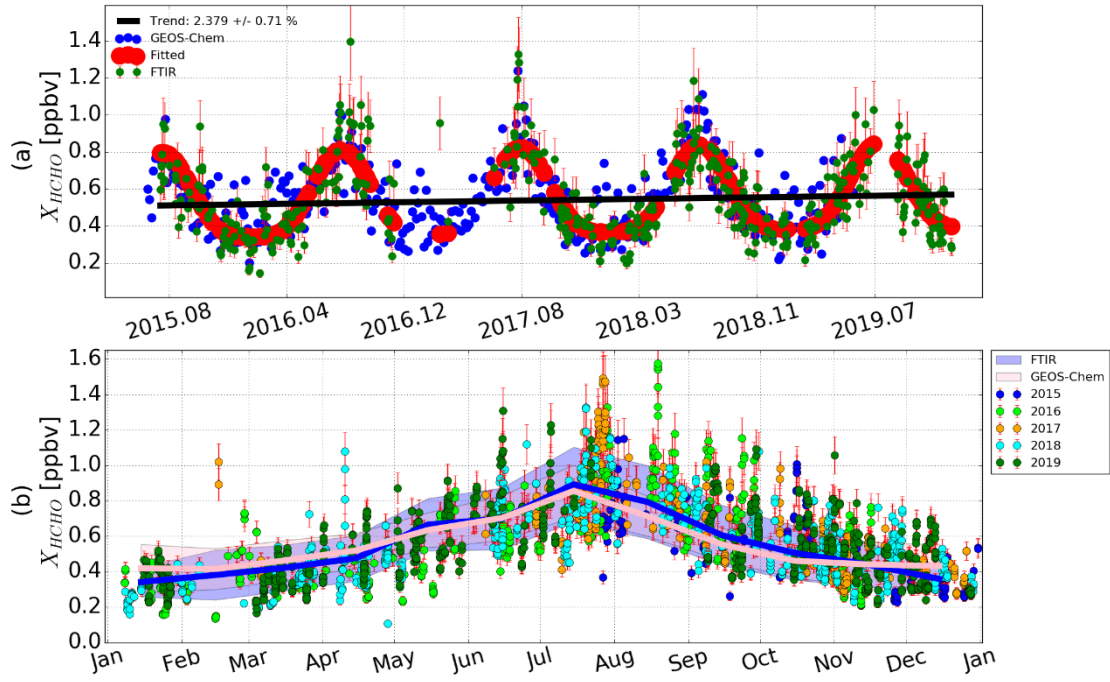 (a)
X_HCHO [ppbv]
1.4
1.2
1.0
0.8
0.6
0.4
0.2
Trend: 2.379 +/- 0.71 %
GEOS-Chem
Fitted
FTIR
2015.08
2016.04
2016.12
2017.08
2018.03
2018.11
2019.07
(b)
X_HCHO [ppbv]
1.6
1.4
1.2
1.0
0.8
0.6
0.4
0.2
0.0
Jan
Feb
Mar
Apr
May
Jun
Jul
Aug
Sep
Oct
Nov
Dec
Jan
FTIR
GEOS-Chem
2015
2016
2017
2018
2019